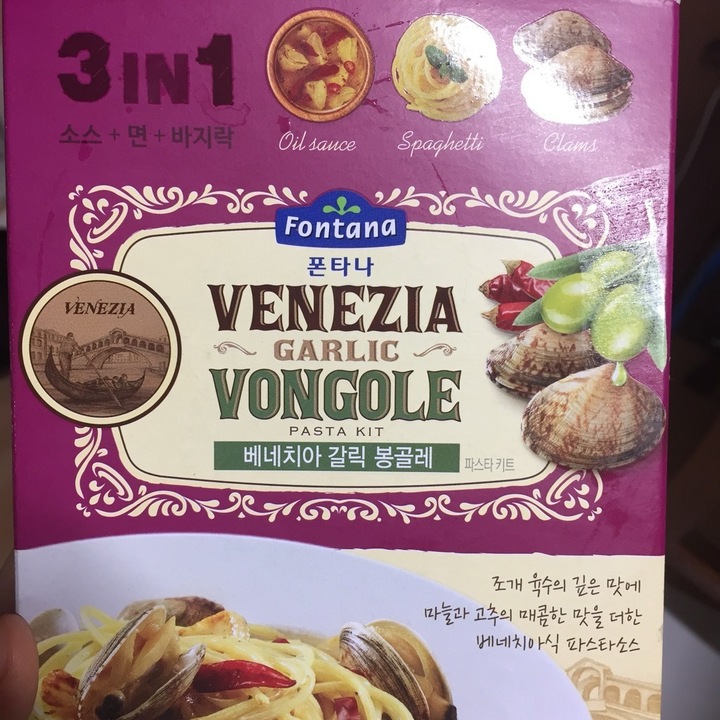 3 IN 1
소스 + 면 + 바지락
Oil sauce
Spaghetti
Clams
Fontana
폰타나
VENEZIA
VENEZIA
GARLIC
VONGOLE
PASTA KIT
베네치아 갈릭 봉골레
파스타 키트
조개 육수의 깊은 맛에
마늘과 고추의 매콤한 맛을 더한
베네치아식 파스타소스